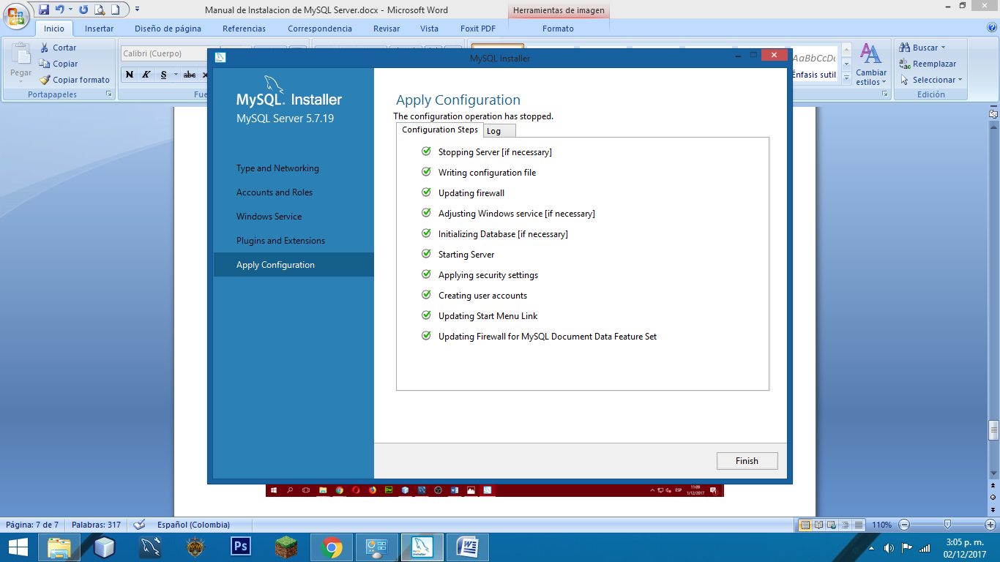 Manual de Instalacion de MySQL Server.docx - Microsoft Word
Herramientas de imagen
Inicio
Insertar
Diseño de página
Referencias
Correspondencia
Revisar
Vista
Foxit PDF
Formato
Pegar
Cortar
Copiar
Copiar formato
Portapapeles
Calibri (Cuerpo)
N K S abc
Fue
AaBbCcDc
Énfasis sutil
Cambiar
estilos
Buscar
Reemplazar
Seleccionar
Edición
MySQL Installer
MySQL. Installer
MySQL Server 5.7.19
Type and Networking
Accounts and Roles
Windows Service
Plugins and Extensions
Apply Configuration
Apply Configuration
The configuration operation has stopped.
Configuration Steps
Log
Stopping Server [if necessary]
Writing configuration file
Updating firewall
Adjusting Windows service [if necessary]
Initializing Database [if necessary]
Starting Server
Applying security settings
Creating user accounts
Updating Start Menu Link
Updating Firewall for MySQL Document Data Feature Set
Finish
ESP
11:09
1/12/2017
Página: 7 de 7
Palabras: 317
Español (Colombia)
110%
Ps
3:05 p. m.
02/12/2017